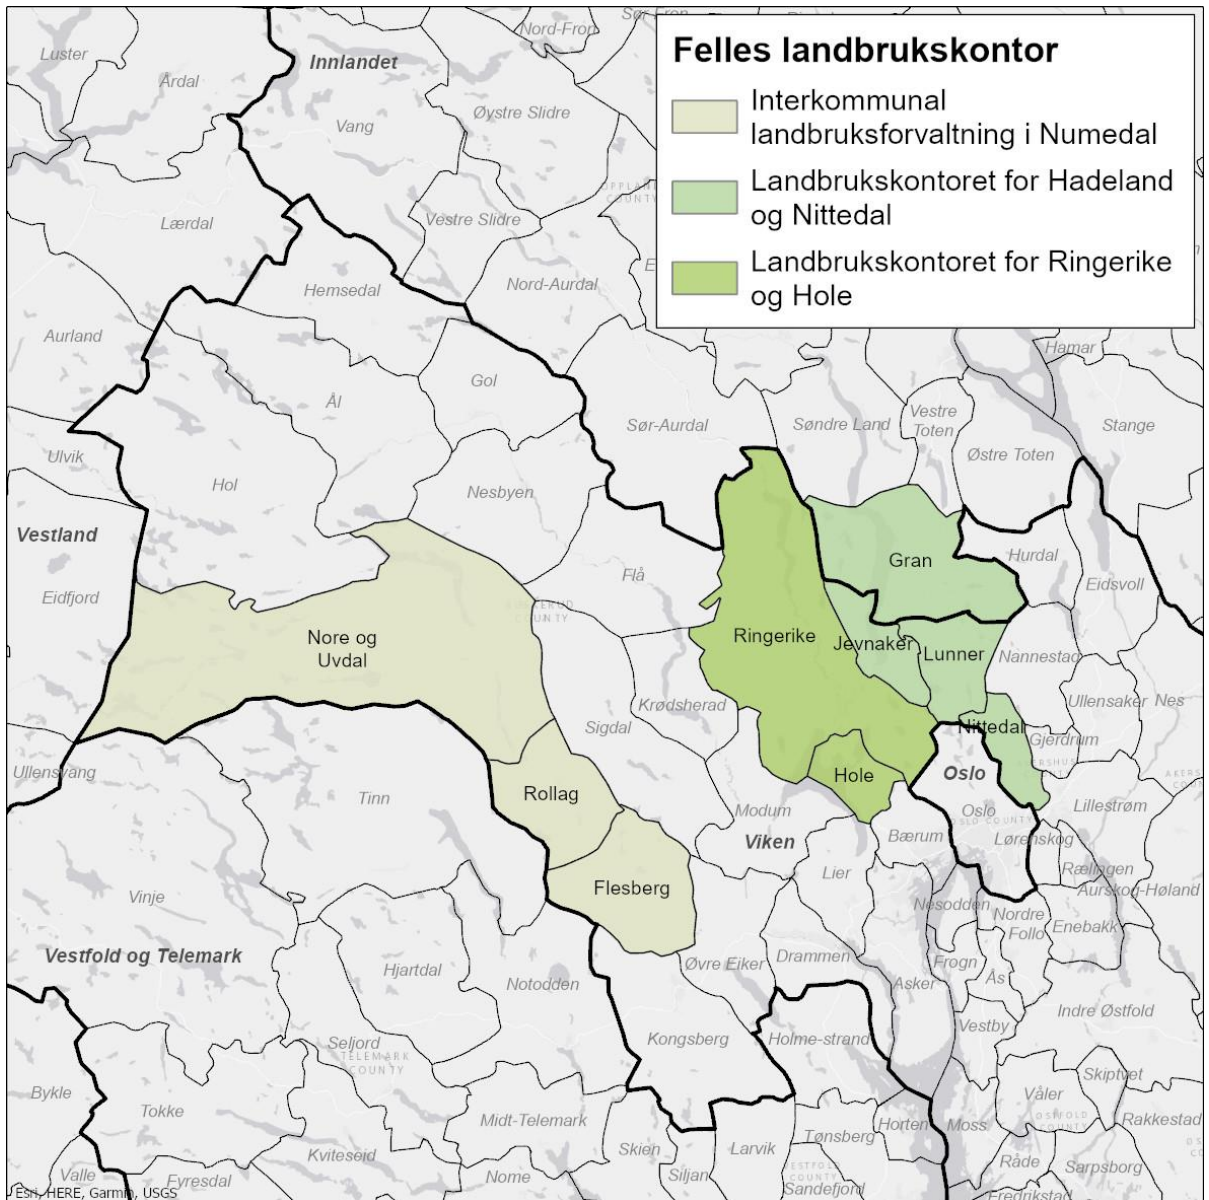 Felles landbrukskontor
Interkommunal
landbruksforvaltning i Numedal
Landbrukskontoret for Hadeland
og Nittedal
Landbrukskontoret for Ringerike
og Hole
Nord-Fron
Luster
Innlandet
Årdal
Øystre Slidre
Vang
Vestre Slidre
Lærdal
Nord-Aurdal
Hemsedal
Aurland
Hamar
Gol
Ål
Sør-Aurdal
Søndre Land
Vestre
Toten
Stange
Østre Toten
Ulvik
Hol
Nesbyen
Vestland
Gran
Hurdal
Flå
Eidsvoll
Eidfjord
Nore og
Uvdal
Ringerike
Jevnaker
Lunner
Nannestad
Krødsherad
Ullensaker
Nes
Sigdal
Nittedal
Gjerdrum
Ullensvang
Oslo
Hole
Rollag
Tinn
Modum
Oslo
OSLO COUNTY
Lillestrøm
Viken
Bærum
Lørenskog
Lier
Rælingen
Flesberg
Aurskog-Høland
Vinje
Nesodden
Nordre
Follo
Enebakk
Vestfold og Telemark
Hjartdal
Notodden
Øvre Eiker
Drammen
Frogn
Ås
Asker
Indre Østfold
Vestby
Kongsberg
Holme-strand
Seljord
TELEMARK
COUNTY
Skiptvet
Bykle
Våler
Tokke
Midt-Telemark
Rakkestad
Horten
Moss
Tønsberg
Skien
Larvik
Kviteseid
Råde
Sarpsborg
Valle
Fyresdal
Nome
Siljan
Sandefjord
Fredrikstad
Esri, HERE, Garmin, USGS